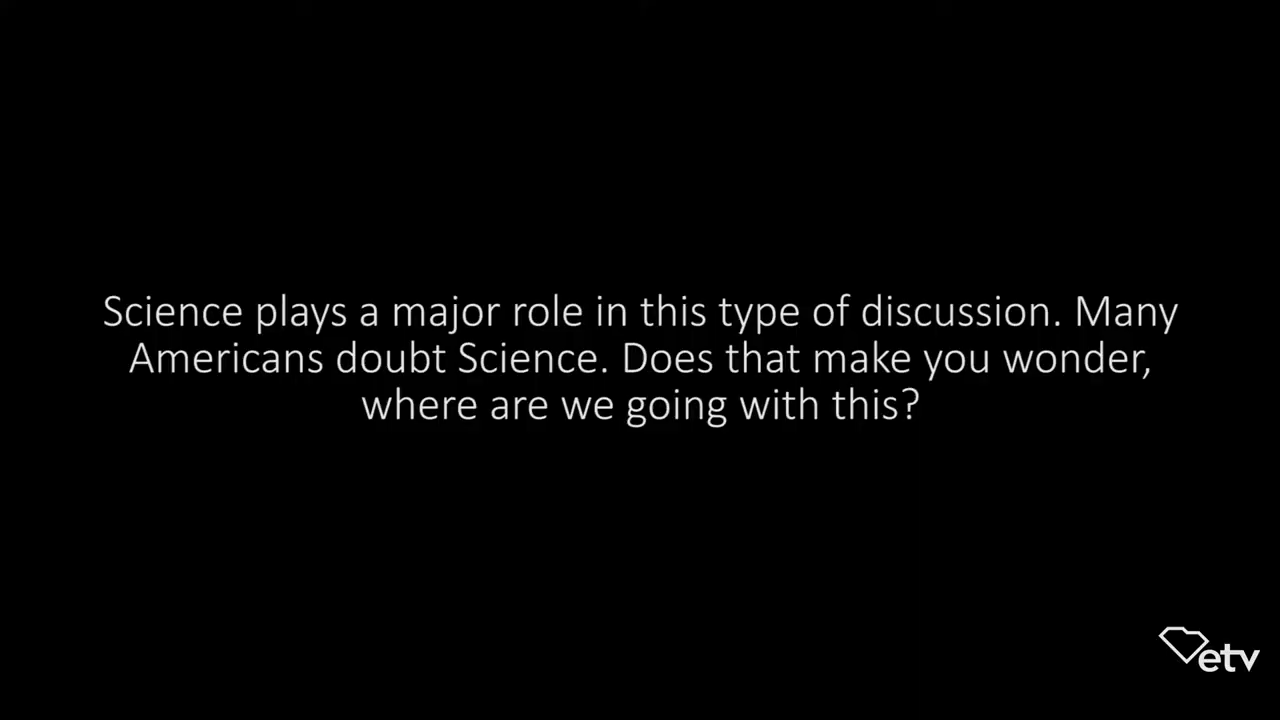 Science plays a major role in this type of discussion. Many
Americans doubt Science. Does that make you wonder,
where are we going with this?
etv